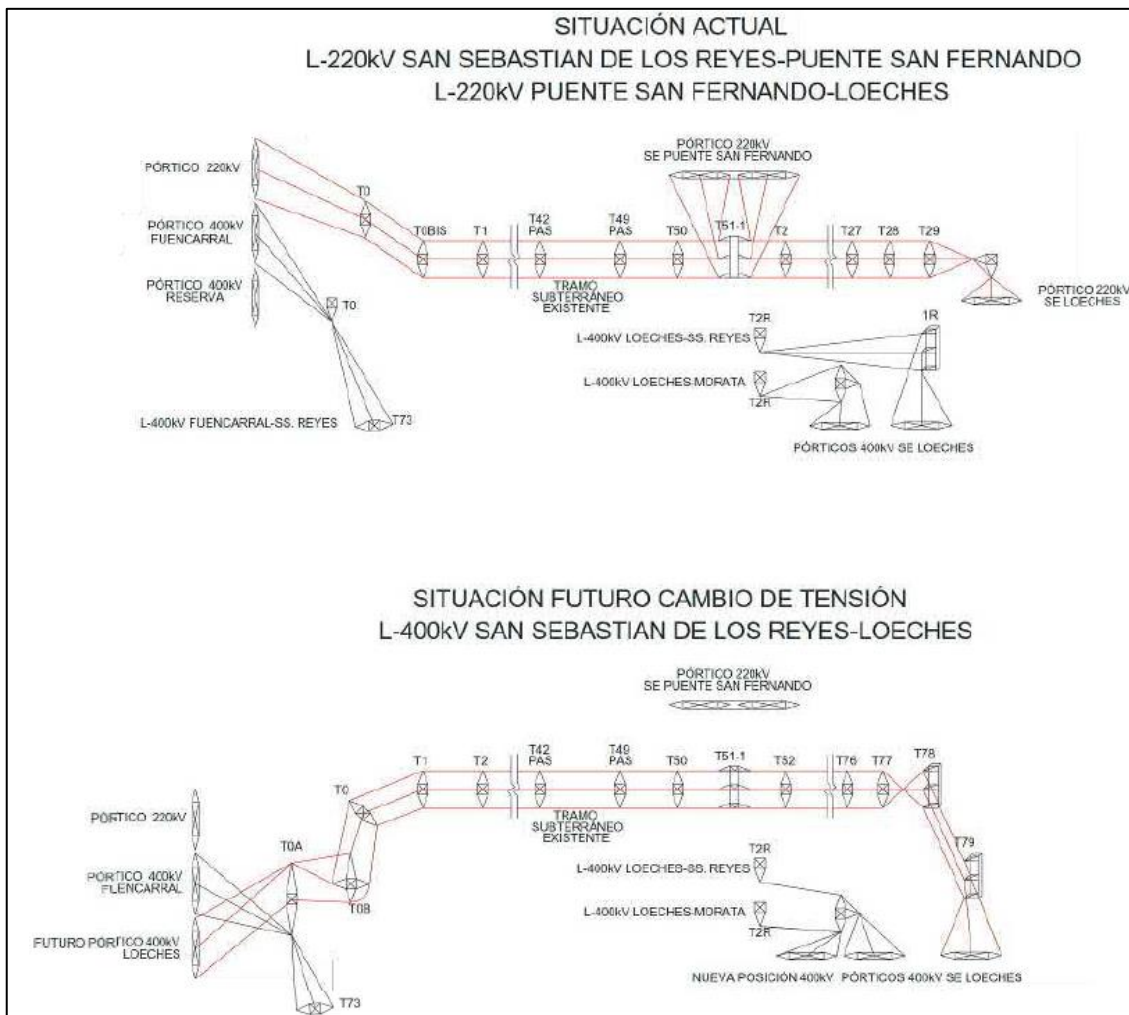 SITUACIÓN ACTUAL
L-220kV SAN SEBASTIAN DE LOS REYES-PUENTE SAN FERNANDO
L-220kV PUENTE SAN FERNANDO-LOECHES
PÓRTICO 220kV
SE PUENTE SAN FERNANDO
PÓRTICO 220kV
T0
PÓRTICO 400kV
FUENCARRAL
T0BIS
T1
T42
PAS
T49
PAS
T50
T51-1
T2
T27
T28
T29
PÓRTICO 400kV
RESERVA
T0
TRAMO
SUBTERRÁNEO
EXISTENTE
PÓRTICO 220kV
SE LOECHES
T2R
1R
L-400kV LOECHES-SS. REYES
L-400kV LOECHES-MORATA
T2R
L-400kV FUENCARRAL-SS. REYES
T73
PÓRTICOS 400kV SE LOECHES
SITUACIÓN FUTURO CAMBIO DE TENSIÓN
L-400kV SAN SEBASTIAN DE LOS REYES-LOECHES
PÓRTICO 220kV
SE PUENTE SAN FERNANDO
T0
T1
T2
T42
PAS
T49
PAS
T50
T51-1
T52
T76
T77
T78
PÓRTICO 220kV
TRAMO
SUBTERRÁNEO
EXISTENTE
T0A
T79
T2R
L-400kV LOECHES-SS. REYES
PÓRTICO 400kV
FUENCARRAL
T0B
L-400kV LOECHES-MORATA
T2R
FUTURO PÓRTICO 400kV
LOECHES
T73
NUEVA POSICIÓN 400kV
PÓRTICOS 400kV SE LOECHES